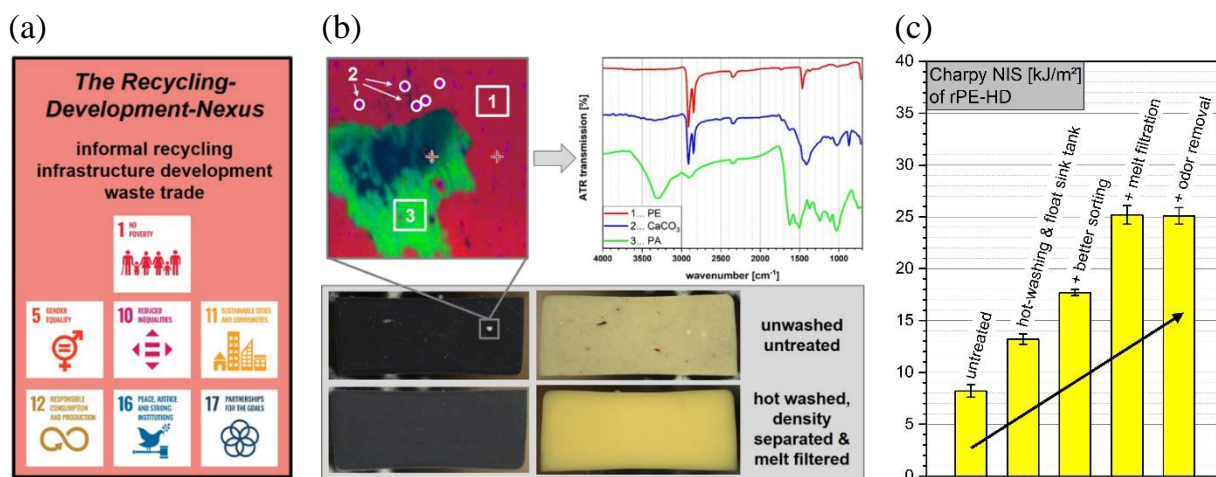 (a)
The Recycling-
Development-Nexus
informal recycling
infrastructure development
waste trade
1 NO
POVERTY
5 GENDER
EQUALITY
10 REDUCED
INEQUALITIES
11 SUSTAINABLE CITIES
AND COMMUNITIES
12 RESPONSIBLE
CONSUMPTION
AND PRODUCTION
16 PEACE, JUSTICE
AND STRONG
INSTITUTIONS
17 PARTNERSHIPS
FOR THE GOALS
(b)
2
1
3
ATR transmission [%]
1... PE
2... CaCO₃
3... PA
4000 3500 3000 2500 2000 1500 1000
wavenumber [cm⁻¹]
unwashed
untreated
hot washed,
density
separated &
melt filtered
(c)
Charpy NIS [kJ/m²]
of rPE-HD
40
35
30
25
20
15
10
5
0
untreated
hot-washing & float sink tank
+ better sorting
+ melt filtration
+ odor removal